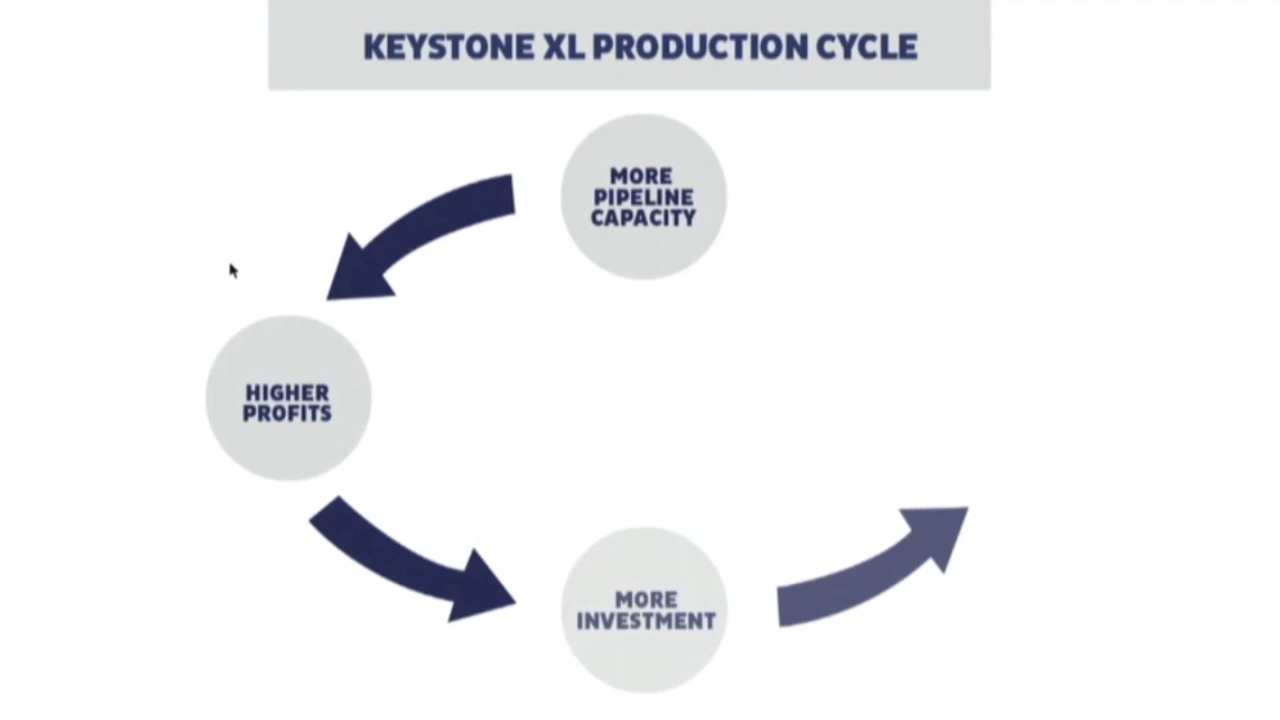 KEYSTONE XL PRODUCTION CYCLE
MORE
PIPELINE
CAPACITY
HIGHER
PROFITS
MORE
INVESTMENT